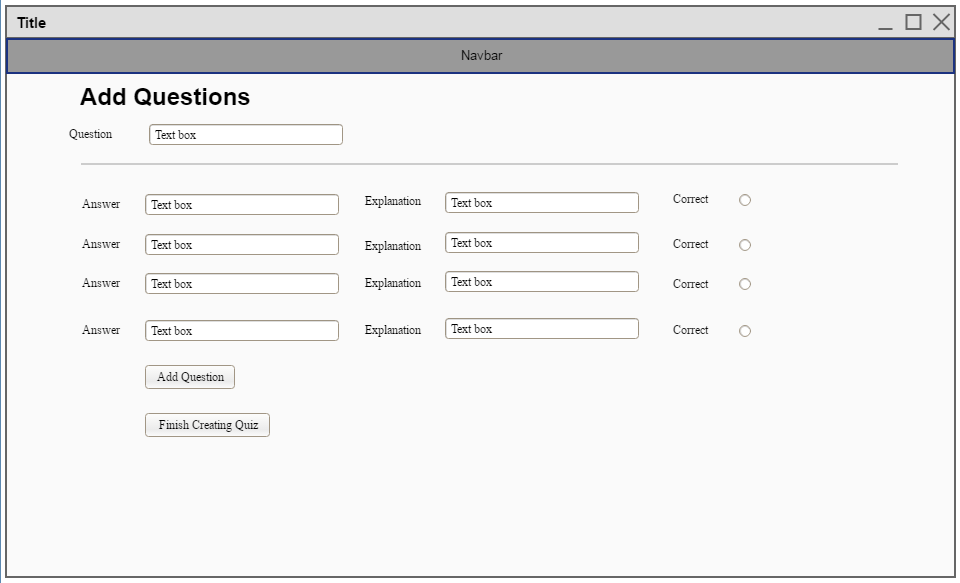 Title
Navbar
Add Questions
Question Text box
Answer Text box Explanation Text box Correct
Answer Text box Explanation Text box Correct
Answer Text box Explanation Text box Correct
Answer Text box Explanation Text box Correct
Add Question
Finish Creating Quiz